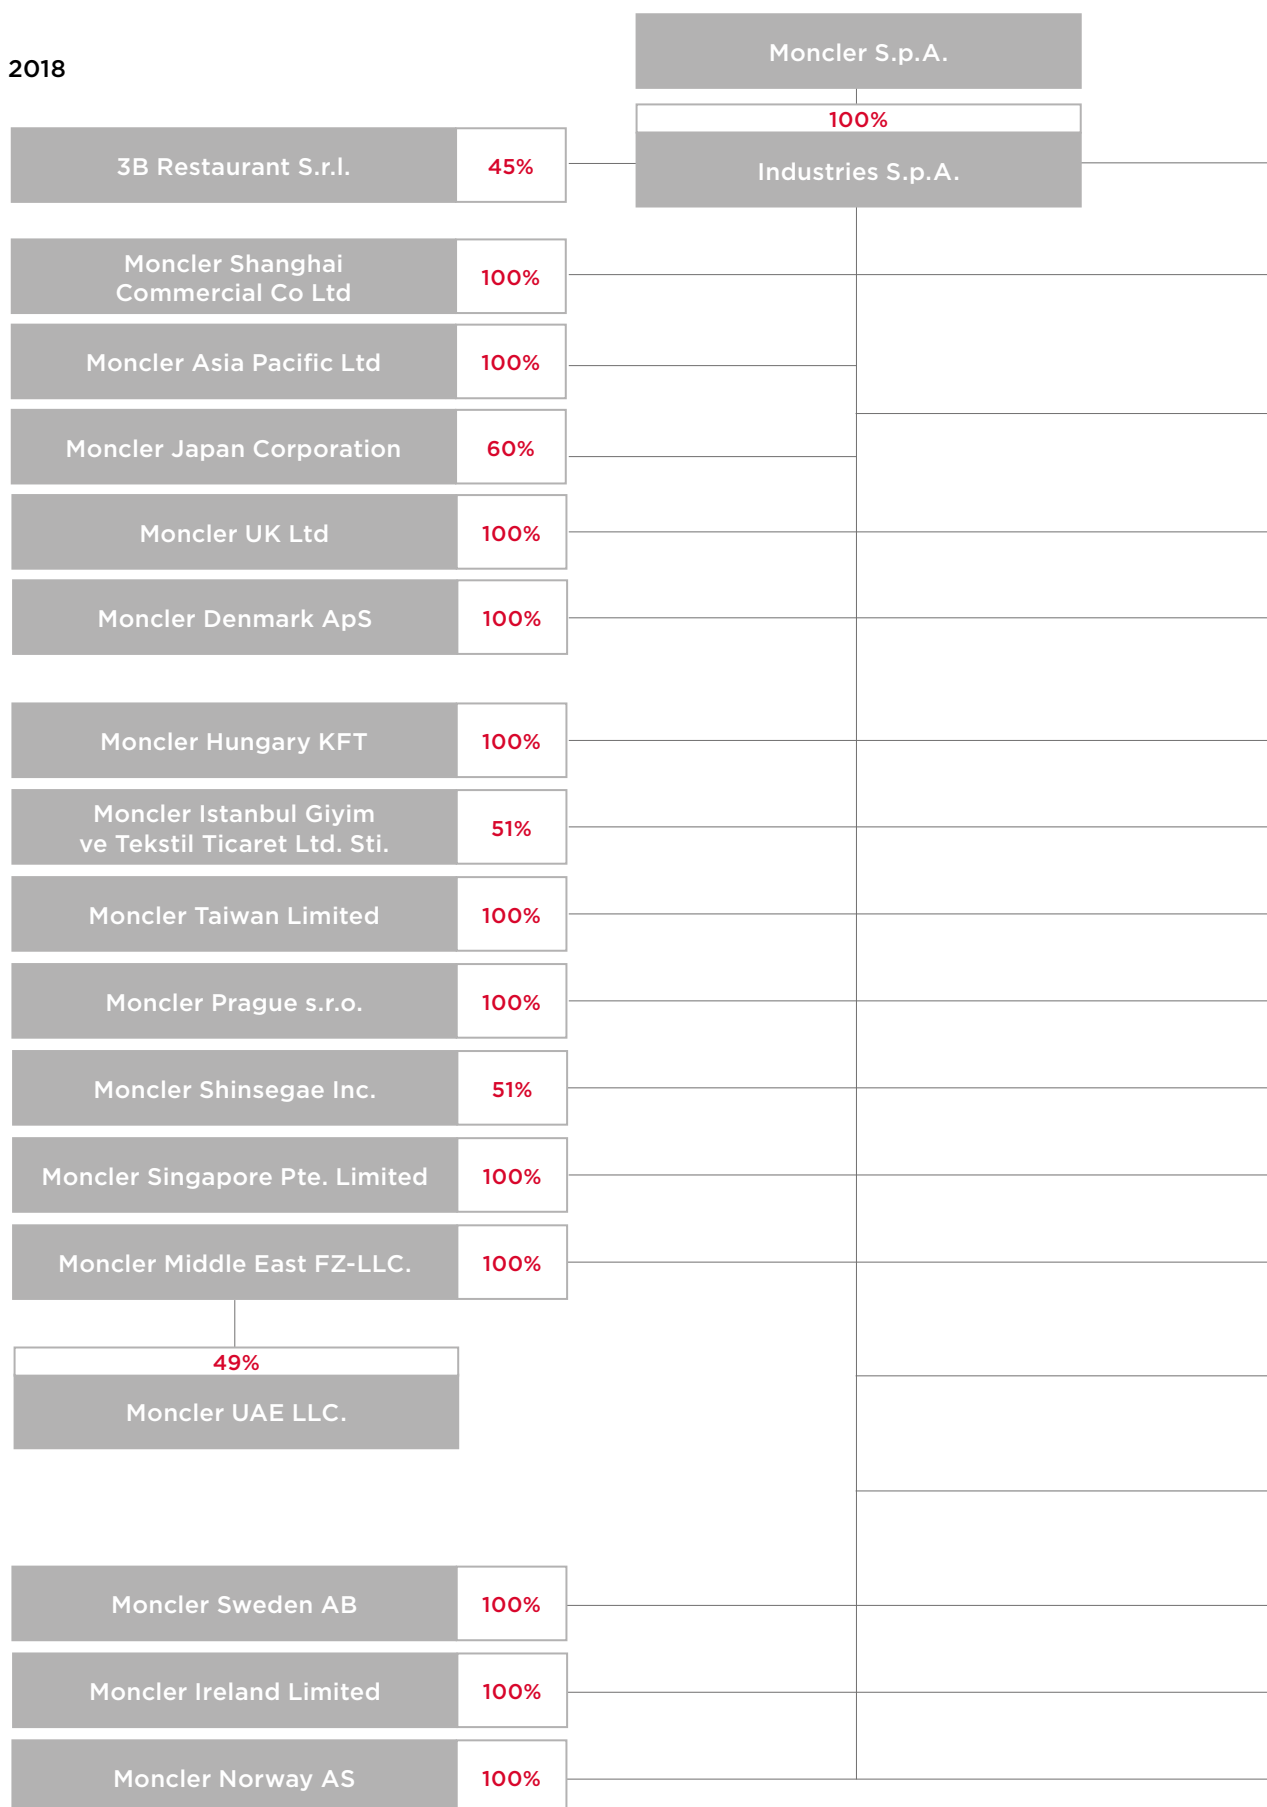 2018
Moncler S.p.A.
100%
Industries S.p.A.
3B Restaurant S.r.l.
45%
Moncler Shanghai
Commercial Co Ltd
100%
Moncler Asia Pacific Ltd
100%
Moncler Japan Corporation
60%
Moncler UK Ltd
100%
Moncler Denmark ApS
100%
Moncler Hungary KFT
100%
Moncler Istanbul Giyim
ve Tekstil Ticaret Ltd. Sti.
51%
Moncler Taiwan Limited
100%
Moncler Prague s.r.o.
100%
Moncler Shinsegae Inc.
51%
Moncler Singapore Pte. Limited
100%
Moncler Middle East FZ-LLC.
100%
49%
Moncler UAE LLC.
Moncler Sweden AB
100%
Moncler Ireland Limited
100%
Moncler Norway AS
100%